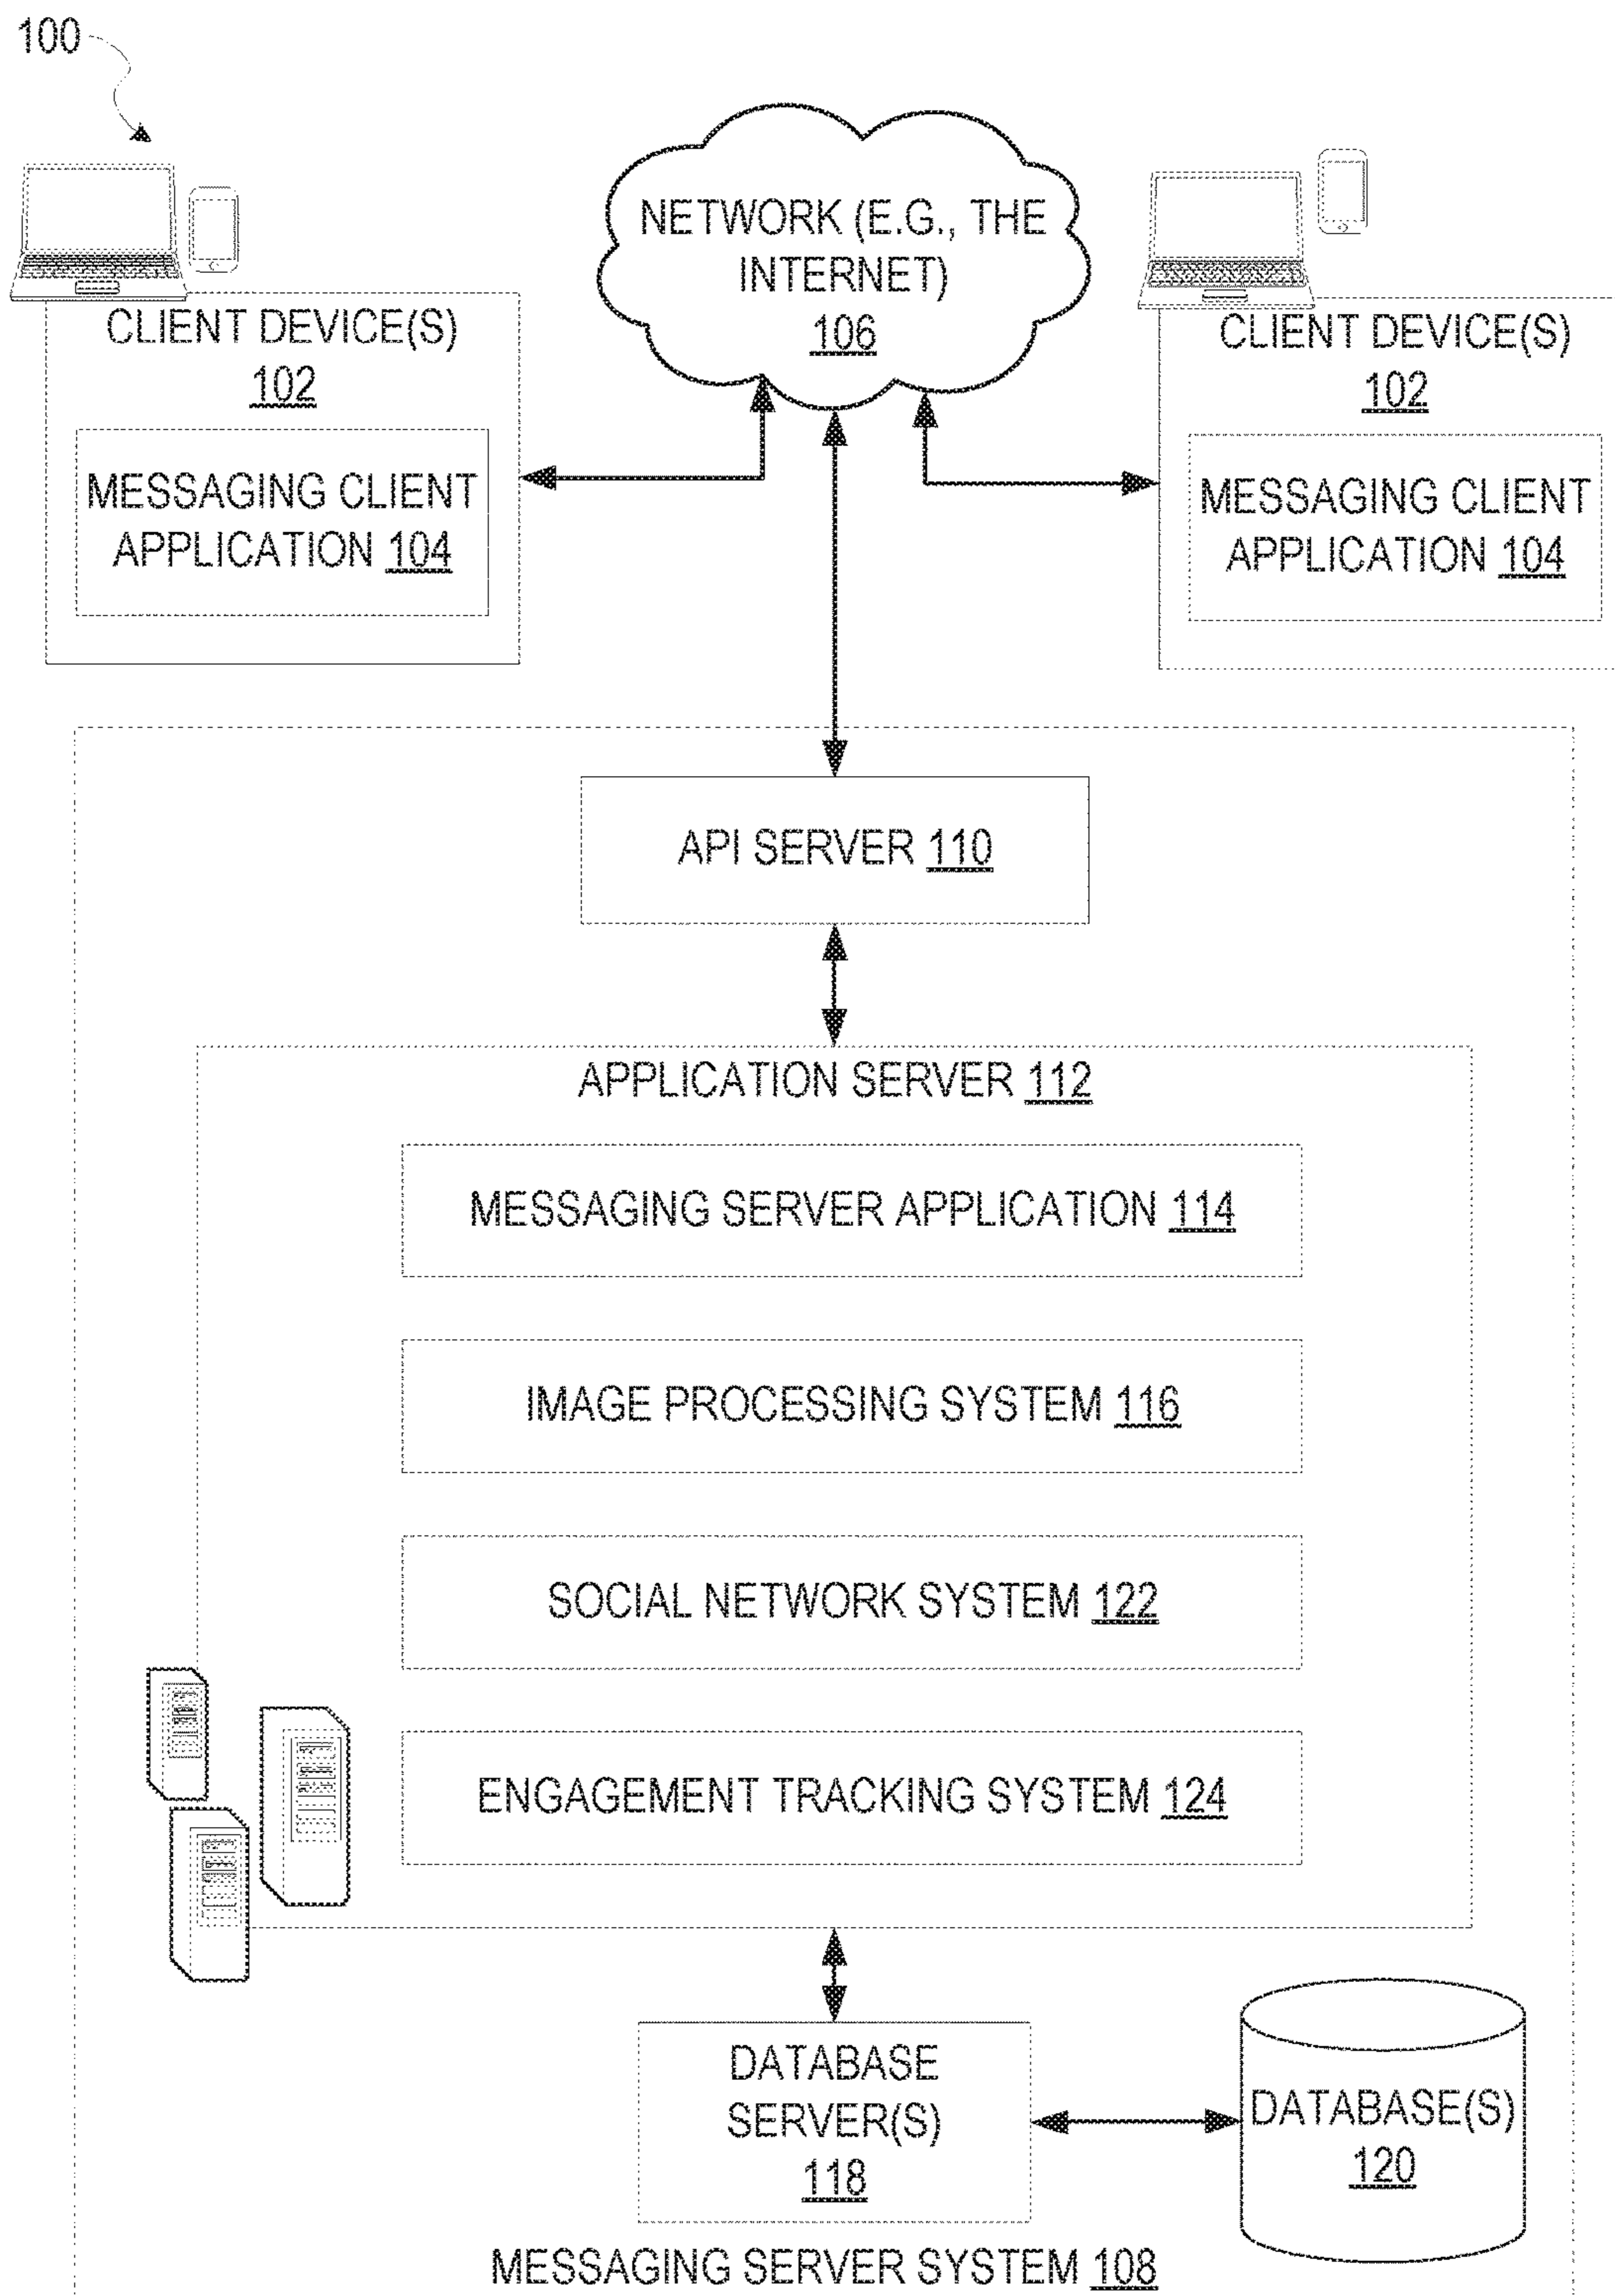 100
NETWORK (E.G., THE
INTERNET)
106
CLIENT DEVICE(S)
102
MESSAGING CLIENT
APPLICATION 104
CLIENT DEVICE(S)
102
MESSAGING CLIENT
APPLICATION 104
API SERVER 110
APPLICATION SERVER 112
MESSAGING SERVER APPLICATION 114
IMAGE PROCESSING SYSTEM 116
SOCIAL NETWORK SYSTEM 122
ENGAGEMENT TRACKING SYSTEM 124
DATABASE
SERVER(S)
118
DATABASE(S)
120
MESSAGING SERVER SYSTEM 108